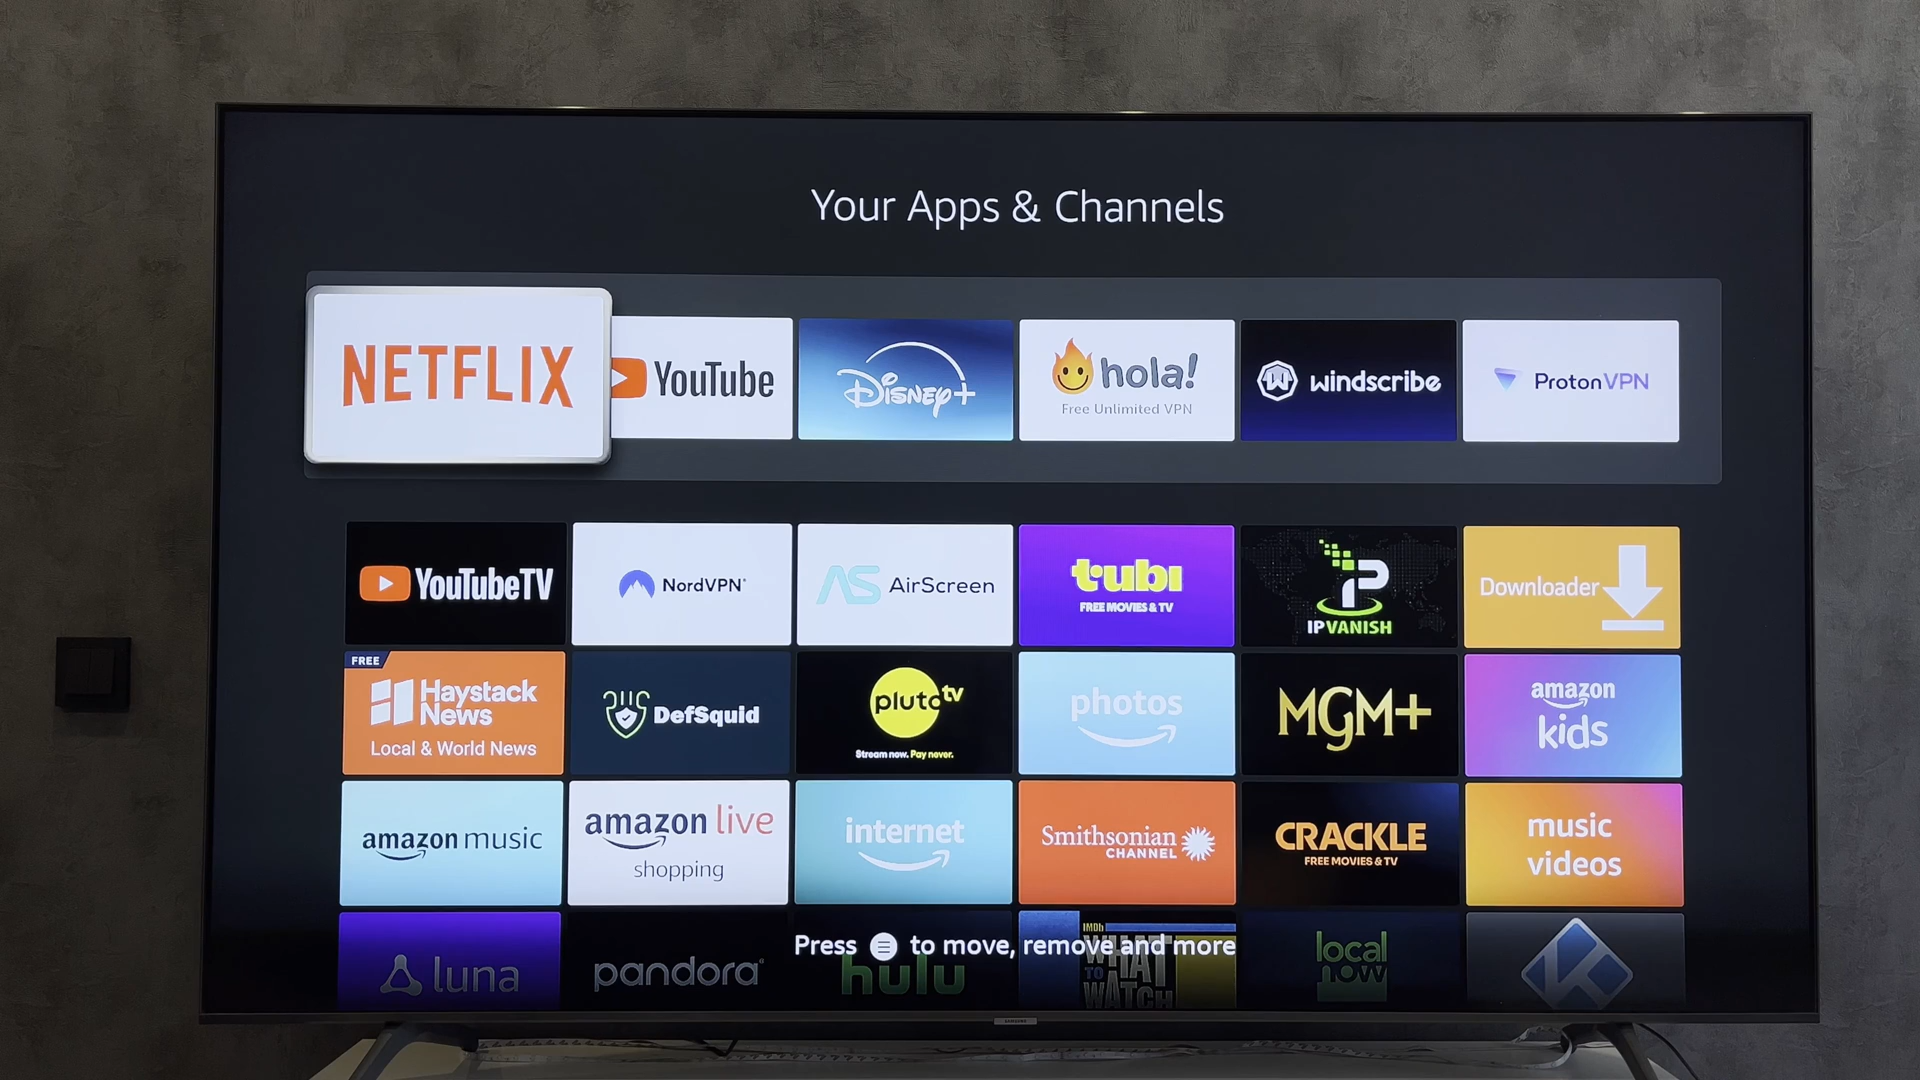 Your Apps & Channels
NETFLIX
YouTube
Disney+
hola!
Free Unlimited VPN
windscribe
ProtonVPN
YouTubeTV
NordVPN®
AS AirScreen
tubi
FREE MOVIES & TV
IPVANISH
Downloader
FREE
Haystack
News
Local & World News
DefSquid
pluto tv
Stream now. Pay never.
photos
MGM+
amazon
kids
amazon music
amazon live
shopping
internet
Smithsonian
CHANNEL
CRACKLE
FREE MOVIES & TV
music
videos
Press to move, remove and more
luna
pandora
hulu
IMDb
WHAT
TO
WATCH
local
now
SAMSUNG